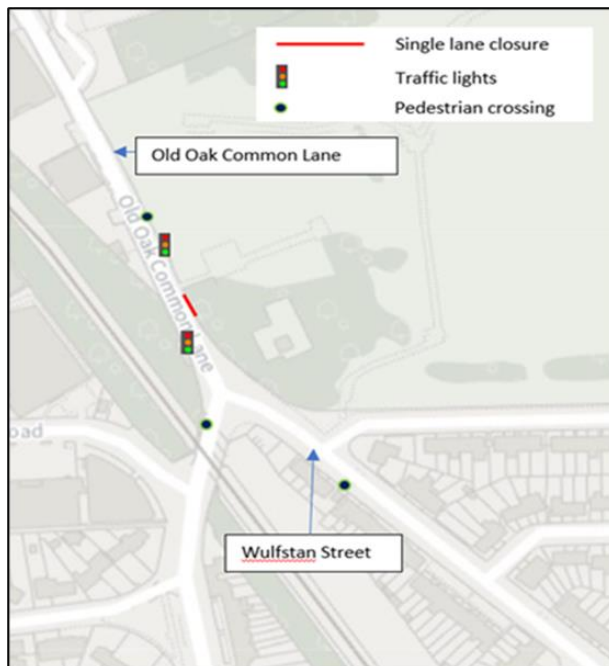 Single lane closure
Traffic lights
Pedestrian crossing
Old Oak Common Lane
Old Oak Common Lane
oad
Wulfstan Street